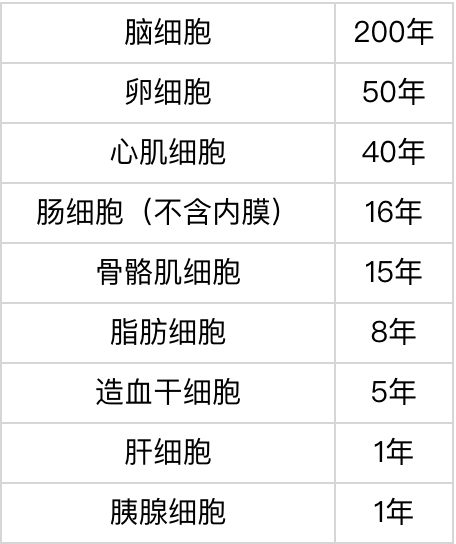 脑细胞 200年
卵细胞 50年
心肌细胞 40年
肠细胞（不含内膜） 16年
骨骼肌细胞 15年
脂肪细胞 8年
造血干细胞 5年
肝细胞 1年
胰腺细胞 1年